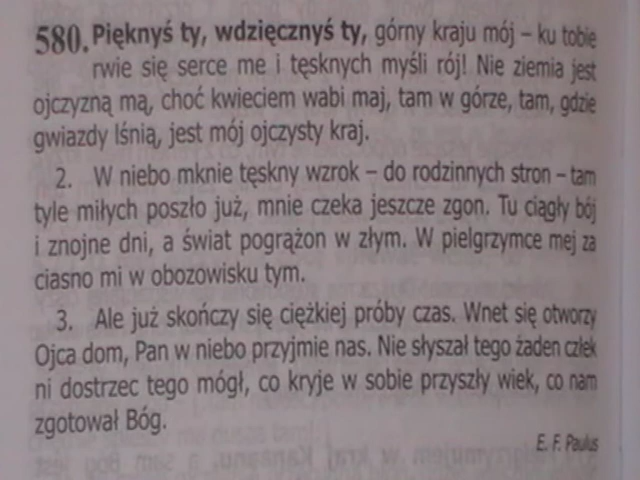 580. Pięknyś ty, wdzięcznyś ty, górny kraju mój – ku tobie
rwie się serce me i tęsknych myśli rój! Nie ziemia jest
ojczyzną mą, choć kwieciem wabi maj, tam w górze, tam, gdzie
gwiazdy lśnią, jest mój ojczysty kraj.
2. W niebo mknie tęskny wzrok – do rodzinnych stron – tam
tyle miłych poszło już, mnie czeka jeszcze zgon. Tu ciągły bój
i znojne dni, a świat pogrążon w złym. W pielgrzymce mej za
ciasno mi w obozowisku tym.
3. Ale już skończy się ciężkiej próby czas. Wnet się otworzy
Ojca dom, Pan w niebo przyjmie nas. Nie słyszał tego żaden człek
ni dostrzec tego mógł, co kryje w sobie przyszły wiek, co nam
zgotował Bóg.
E. F. Paulus